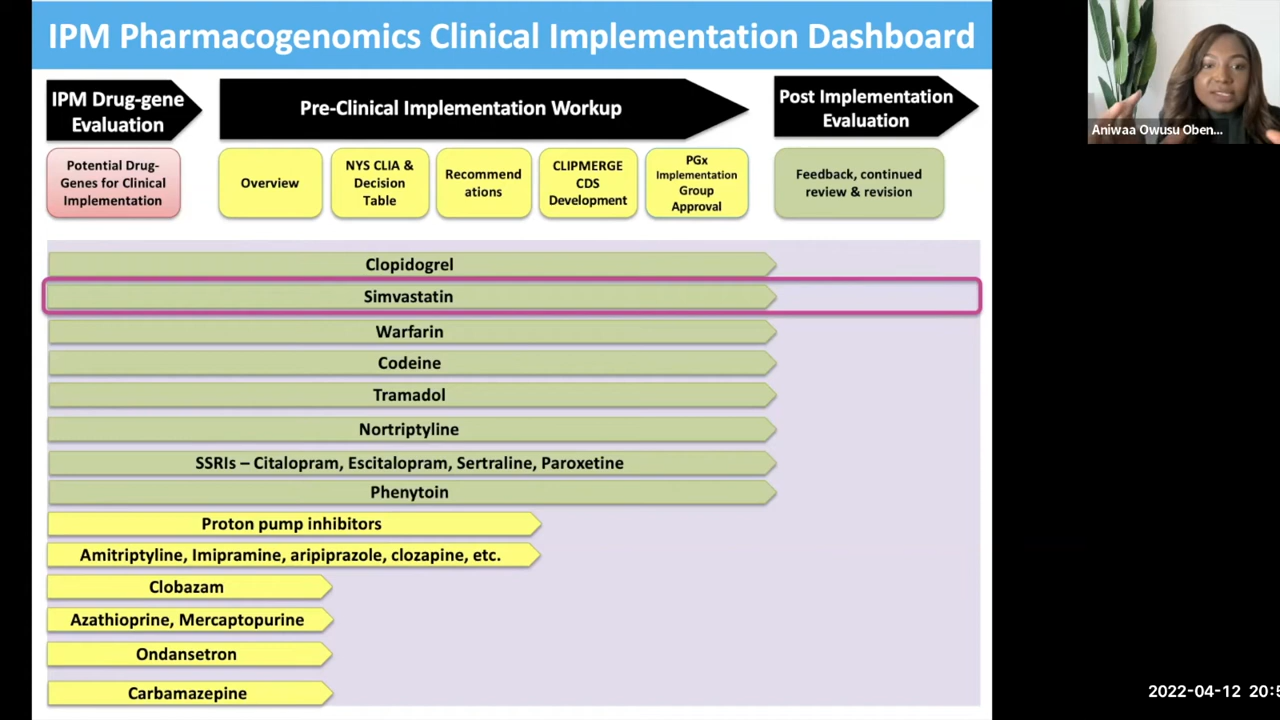 IPM Pharmacogenomics Clinical Implementation Dashboard
IPM Drug-gene
Evaluation
Pre-Clinical Implementation Workup
Post Implementation
Evaluation
Potential Drug-
Genes for Clinical
Implementation
Overview
NYS CLIA &
Decision
Table
Recommend
ations
CLIPMERGE
CDS
Development
PGx
Implementation
Group
Approval
Feedback, continued
review & revision
Clopidogrel
Simvastatin
Warfarin
Codeine
Tramadol
Nortriptyline
SSRIs – Citalopram, Escitalopram, Sertraline, Paroxetine
Phenytoin
Proton pump inhibitors
Amitriptyline, Imipramine, aripiprazole, clozapine, etc.
Clobazam
Azathioprine, Mercaptopurine
Ondansetron
Carbamazepine
Aniwaa Owusu Oben...
2022-04-12 20:5